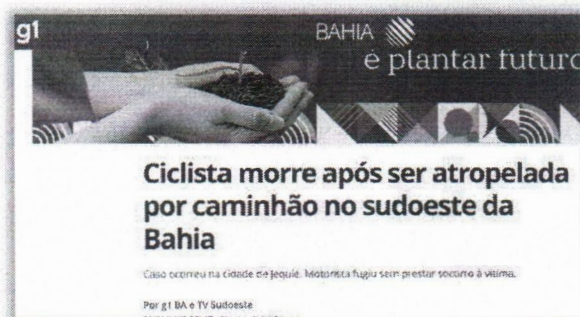 g1
BAHIA
é plantar futuro
Ciclista morre após ser atropelada
por caminhão no sudoeste da
Bahia
Caso ocorreu na cidade de Jequié. Motorista fugiu sem prestar socorro à vítima.
Por g1 BA e TV Sudoeste